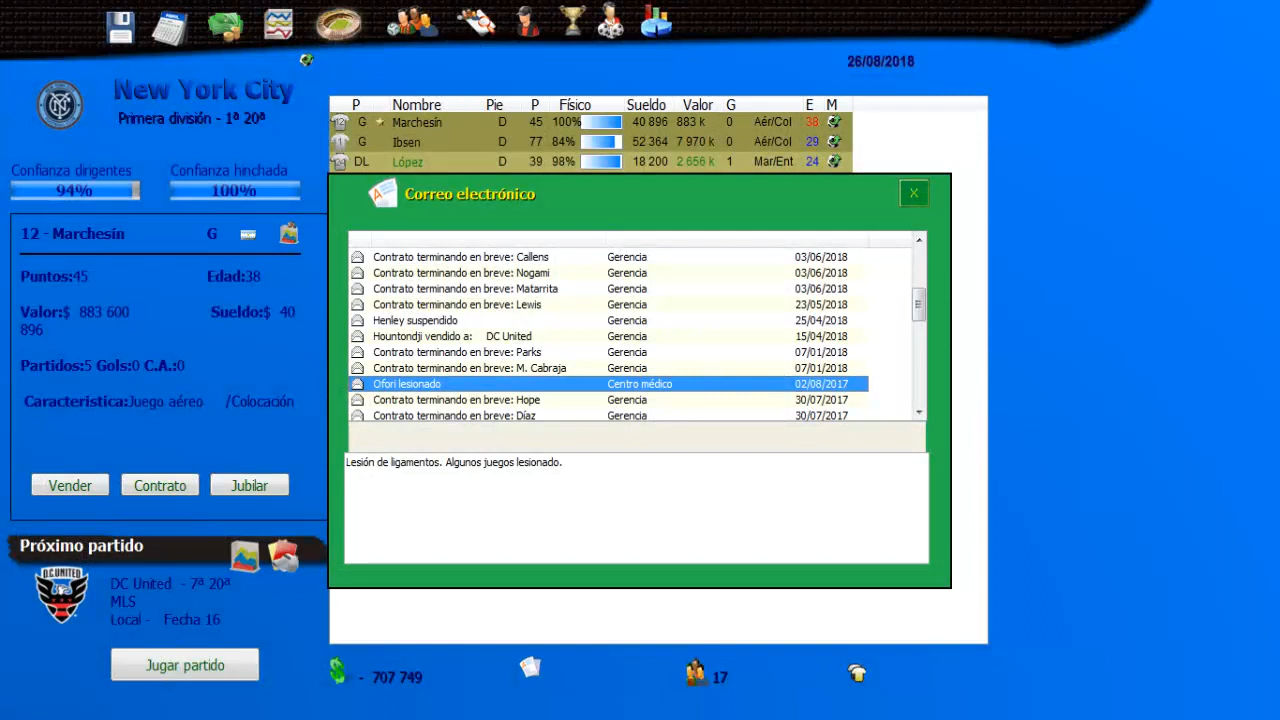 26/08/2018
New York City
Primera división - 1ª 20ª
Confianza dirigentes
Confianza hinchada
94%
100%
12 - Marchesín G
Puntos:45 Edad:38
Valor:$ 883 600 Sueldo:$ 40 896
Partidos:5 Gols:0 C.A.:0
Caracteristica:Juego aéreo /Colocación
Vender
Contrato
Jubilar
Próximo partido
D.C.UNITED
DC United - 7ª 20ª
MLS
Local - Fecha 16
Jugar partido
P Nombre Pie P Físico Sueldo Valor G E M
12 G Marchesín D 45 100% 40 896 883 k 0 Aér/Col 38
1 G Ibsen D 77 84% 52 364 7 970 k 0 Aér/Col 29
24 DL López D 39 98% 18 200 2 656 k 1 Mar/Ent 24
Correo electrónico
X
Contrato terminando en breve: Callens Gerencia 03/06/2018
Contrato terminando en breve: Nogami Gerencia 03/06/2018
Contrato terminando en breve: Matarrita Gerencia 03/06/2018
Contrato terminando en breve: Lewis Gerencia 23/05/2018
Henley suspendido Gerencia 25/04/2018
Hountondji vendido a: DC United Gerencia 15/04/2018
Contrato terminando en breve: Parks Gerencia 07/01/2018
Contrato terminando en breve: M. Cabraja Gerencia 07/01/2018
Ofori lesionado Centro médico 02/08/2017
Contrato terminando en breve: Hope Gerencia 30/07/2017
Contrato terminando en breve: Díaz Gerencia 30/07/2017
Lesión de ligamentos. Algunos juegos lesionado.
- 707 749
17